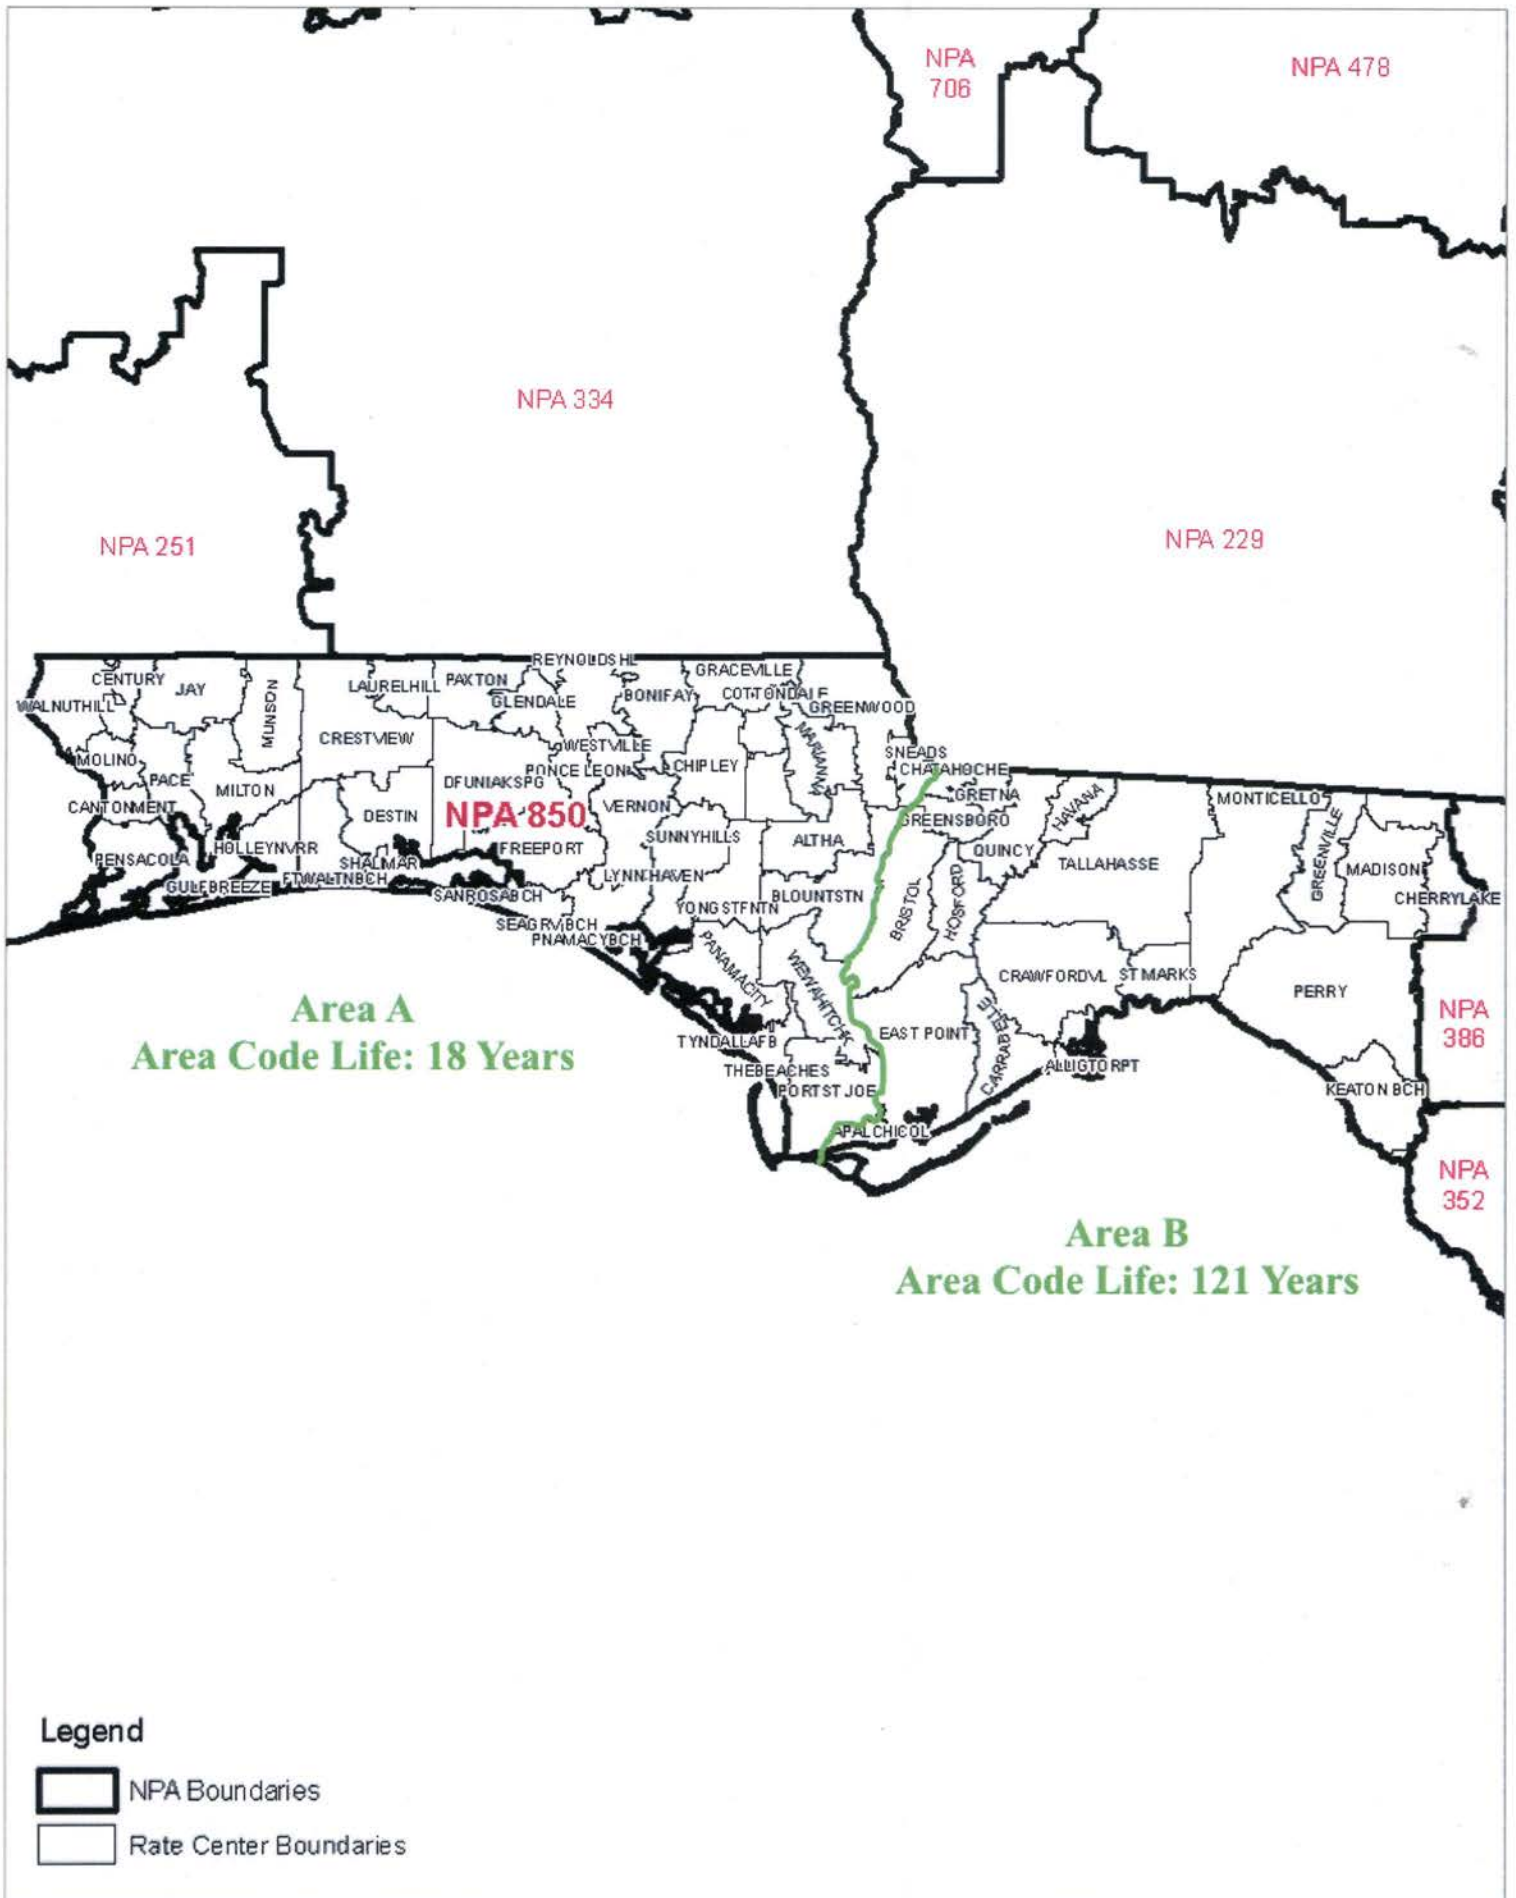 NPA
706
NPA 478
NPA 334
NPA 251
NPA 229
REYNOLDSHL
CENTURY
JAY
MUNSON
LAURELHILL
PAXTON
GLENDALE
BONIFAY
GRACEVILLE
COTTONDALE
GREENWOOD
WALNUTHILL
CRESTVIEW
WESTVILLE
MARIANNA
SNEADS
MOLINO
PACE
MILTON
DFUNIAKSPG
PONCE LEON
CHIPLEY
CHATAHOCHE
GRETNA
HAVANA
MONTICELLO
CANTONMENT
DESTIN
NPA 850
VERNON
GREENSBORO
PENSACOLA
HOLLEYNVRR
SHALMAR
FREEPORT
SUNNYHILLS
ALTHA
QUINCY
TALLAHASSE
GREENVILLE
MADISON
GULFBREEZE
FTWALTNBCH
SANROSABCH
LYNN HAVEN
BLOUNTSTN
BRISTOL
HOSFORD
CHERRYLAKE
YONGSTFNTN
SEAGRVBCH
PNAMACYBCH
PANAMACITY
WEWAHITCHK
CRAWFORDVL
ST MARKS
PERRY
Area A
Area Code Life: 18 Years
TYNDALLAFB
EAST POINT
CARRABELLE
NPA
386
THEBEACHES
PORTST JOE
ALLIGTORPT
KEATON BCH
APALCHICOL
NPA
352
Area B
Area Code Life: 121 Years
Legend
NPA Boundaries
Rate Center Boundaries